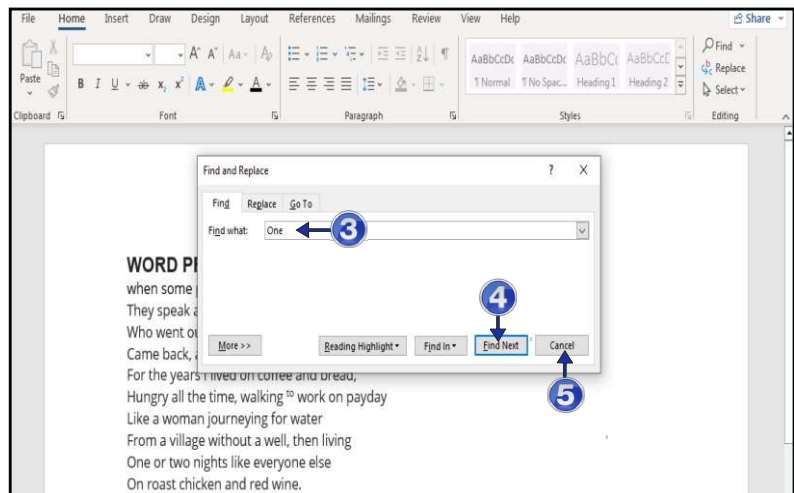 File Home Insert Draw Design Layout References Mailings Review View Help Share
Paste
Aa
B I U ab x₂ x² A A
AaBbCcDc AaBbCcDc AaBbCc AaBbCcC
¶ Normal ¶ No Spac... Heading 1 Heading 2
Find
Replace
Select
Clipboard Font Paragraph Styles Editing
Find and Replace ? X
Find Replace Go To
Find what: One 3
4
More >> Reading Highlight Find In Find Next Cancel
5
WORD
when some
They speak
Who went
Came back,
For the years I lived on coffee and bread,
Hungry all the time, walking to work on payday
Like a woman journeying for water
From a village without a well, then living
One or two nights like everyone else
On roast chicken and red wine.